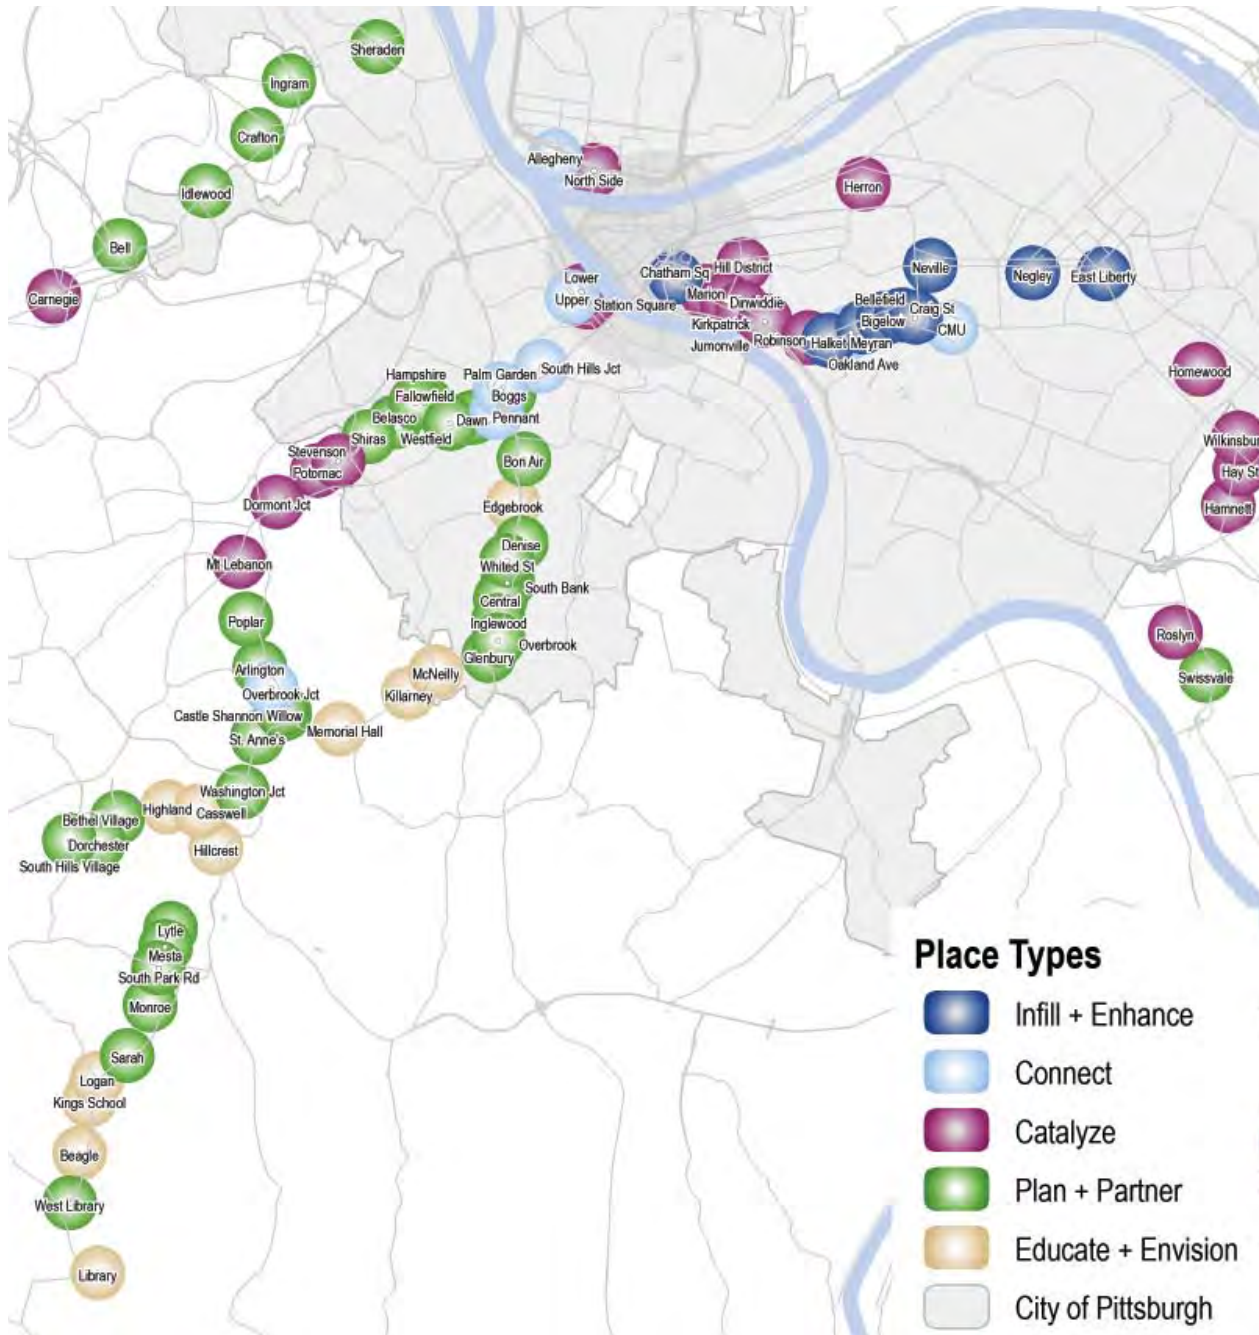 Sheraden
Ingram
Crafton
Allegheny
North Side
Herron
Idlewood
Bell
Carnegie
Lower
Upper
Station Square
Chatham Sq
Hill District
Marion
Dinwiddie
Kirkpatrick
Jumonville
Robinson
Neville
Negley
East Liberty
Bellefield
Craig St
Bigelow
CMU
Halket
Meyran
Oakland Ave
Homewood
Wilkinsbur
Hay St
Hamnett
South Hills Jct
Hampshire
Palm Garden
Fallowfield
Boggs
Belasco
Dawn
Pennant
Shiras
Westfield
Stevenson
Potomac
Bon Air
Dormont Jct
Edgebrook
Denise
Mt Lebanon
Whited St
South Bank
Central
Poplar
Inglewood
Overbrook
Glenbury
Roslyn
Swissvale
Arlington
McNeilly
Killarney
Overbrook Jct
Castle Shannon
Willow
St. Anne's
Memorial Hall
Washington Jct
Highland
Casswell
Bethel Village
Dorchester
South Hills Village
Hillcrest
Lytle
Mesta
South Park Rd
Monroe
Sarah
Logan
Kings School
Beagle
West Library
Library
Place Types
Infill + Enhance
Connect
Catalyze
Plan + Partner
Educate + Envision
City of Pittsburgh